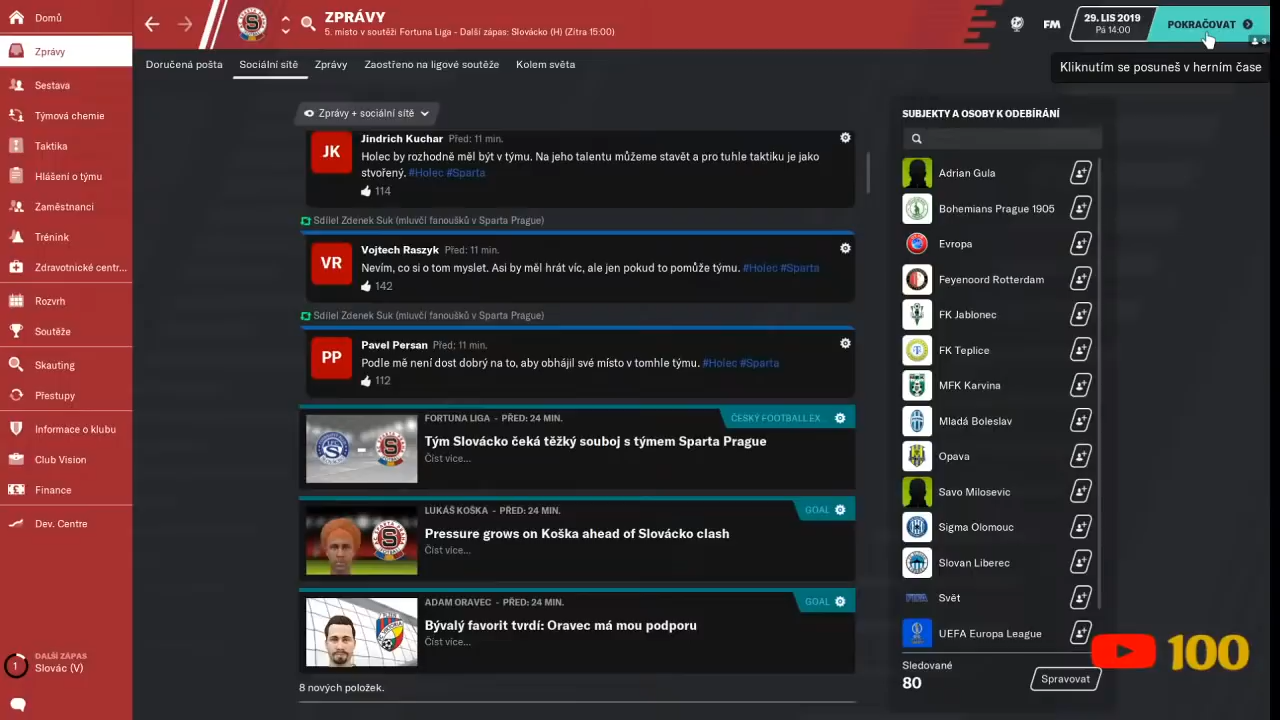 Domů
Zprávy
Sestava
Týmová chemie
Taktika
Hlášení o týmu
Zaměstnanci
Trénink
Zdravotnické centr...
Rozvrh
Soutěže
Skauting
Přestupy
Informace o klubu
Club Vision
Finance
Dev. Centre
1
DALŠÍ ZÁPAS
Slovác (V)
ZPRÁVY
5. místo v soutěži Fortuna Liga - Další zápas: Slovácko (H) (Zítra 15:00)
FM
29. LIS 2019
Pá 14:00
POKRAČOVAT
3
Kliknutím se posuneš v herním čase
Doručená pošta
Sociální sítě
Zprávy
Zaostřeno na ligové soutěže
Kolem světa
Zprávy + sociální sítě
JK
Jindrich Kuchar Před: 11 min.
Holec by rozhodně měl být v týmu. Na jeho talentu můžeme stavět a pro tuhle taktiku je jako
stvořený. #Holec #Sparta
114
Sdílel Zdenek Suk (mluvčí fanoušků v Sparta Prague)
VR
Vojtech Raszyk Před: 11 min.
Nevím, co si o tom myslet. Asi by měl hrát víc, ale jen pokud to pomůže týmu. #Holec #Sparta
142
Sdílel Zdenek Suk (mluvčí fanoušků v Sparta Prague)
PP
Pavel Persan Před: 11 min.
Podle mě není dost dobrý na to, aby obhájil své místo v tomhle týmu. #Holec #Sparta
112
FORTUNA LIGA - PŘED: 24 MIN.
ČESKÝ FOOTBALL EX...
Tým Slovácko čeká těžký souboj s týmem Sparta Prague
Číst více...
LUKÁŠ KOŠKA - PŘED: 24 MIN.
GOAL
Pressure grows on Koška ahead of Slovácko clash
Číst více...
ADAM ORAVEC - PŘED: 24 MIN.
GOAL
Bývalý favorit tvrdí: Oravec má mou podporu
Číst více...
8 nových položek.
SUBJEKTY A OSOBY K ODEBÍRÁNÍ
Adrian Gula
Bohemians Prague 1905
Evropa
Feyenoord Rotterdam
FK Jablonec
FK Teplice
MFK Karvina
Mladá Boleslav
Opava
Savo Milosevic
Sigma Olomouc
Slovan Liberec
Svět
UEFA Europa League
Sledované
80
Spravovat
100